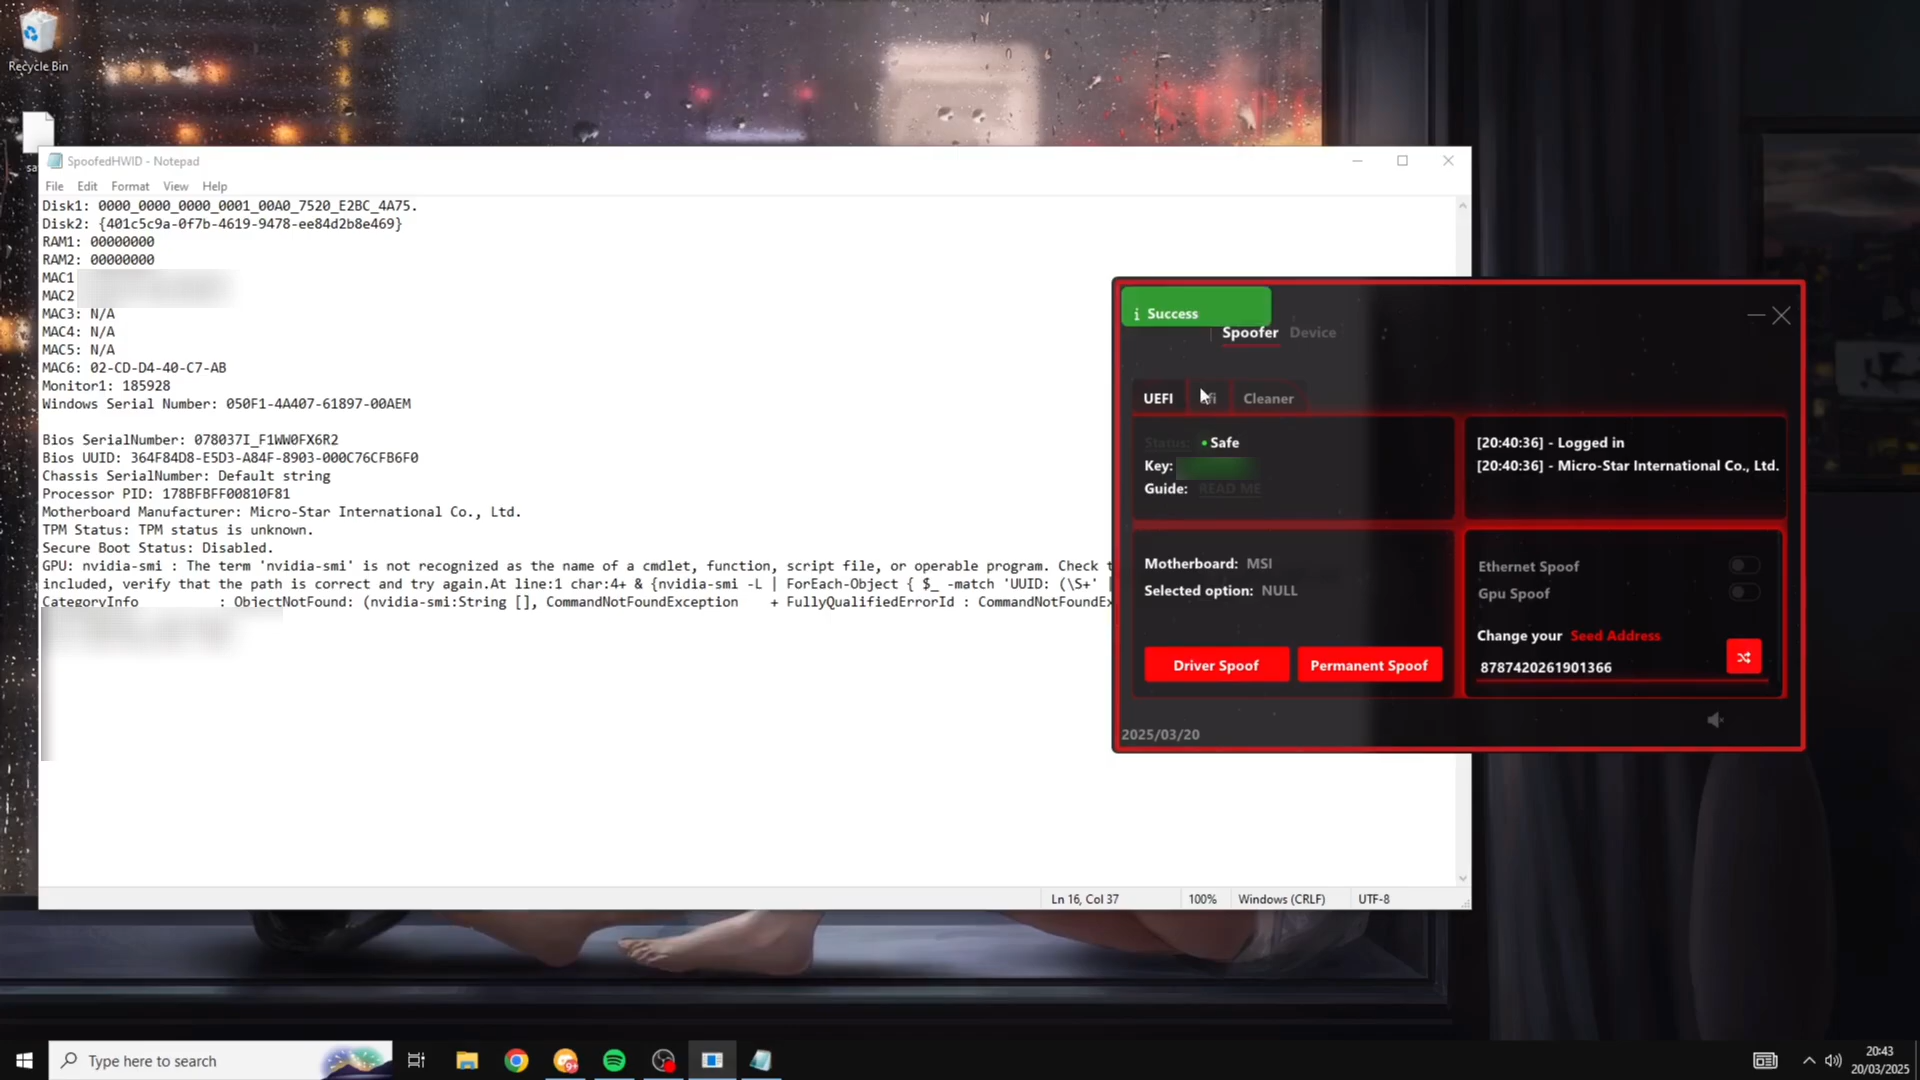 Recycle Bin
SpoofedHWID - Notepad
File Edit Format View Help
Disk1: 0000_0000_0000_0001_00A0_7520_E2BC_4A75.
Disk2: {401c5c9a-0f7b-4619-9478-ee84d2b8e469}
RAM1: 00000000
RAM2: 00000000
MAC1
MAC2
MAC3: N/A
MAC4: N/A
MAC5: N/A
MAC6: 02-CD-D4-40-C7-AB
Monitor1: 185928
Windows Serial Number: 050F1-4A407-61897-00AEM
Bios SerialNumber: 078037I_F1WW0FX6R2
Bios UUID: 364F84D8-E5D3-A84F-8903-000C76CFB6F0
Chassis SerialNumber: Default string
Processor PID: 178BFBFF00810F81
Motherboard Manufacturer: Micro-Star International Co., Ltd.
TPM Status: TPM status is unknown.
Secure Boot Status: Disabled.
GPU: nvidia-smi : The term 'nvidia-smi' is not recognized as the name of a cmdlet, function, script file, or operable program. Check t
included, verify that the path is correct and try again.At line:1 char:4+ & {nvidia-smi -L | ForEach-Object { $_ -match 'UUID: (\S+' |
CategoryInfo : ObjectNotFound: (nvidia-smi:String [], CommandNotFoundException + FullyQualifiedErrorId : CommandNotFoundEx
Ln 16, Col 37 100% Windows (CRLF) UTF-8
i Success
Spoofer Device
UEFI Cleaner
Status: • Safe
Key:
Guide: READ ME
[20:40:36] - Logged in
[20:40:36] - Micro-Star International Co., Ltd.
Motherboard: MSI
Selected option: NULL
Driver Spoof Permanent Spoof
Ethernet Spoof
Gpu Spoof
Change your Seed Address
8787420261901366
2025/03/20
Type here to search
9+
20:43
20/03/2025